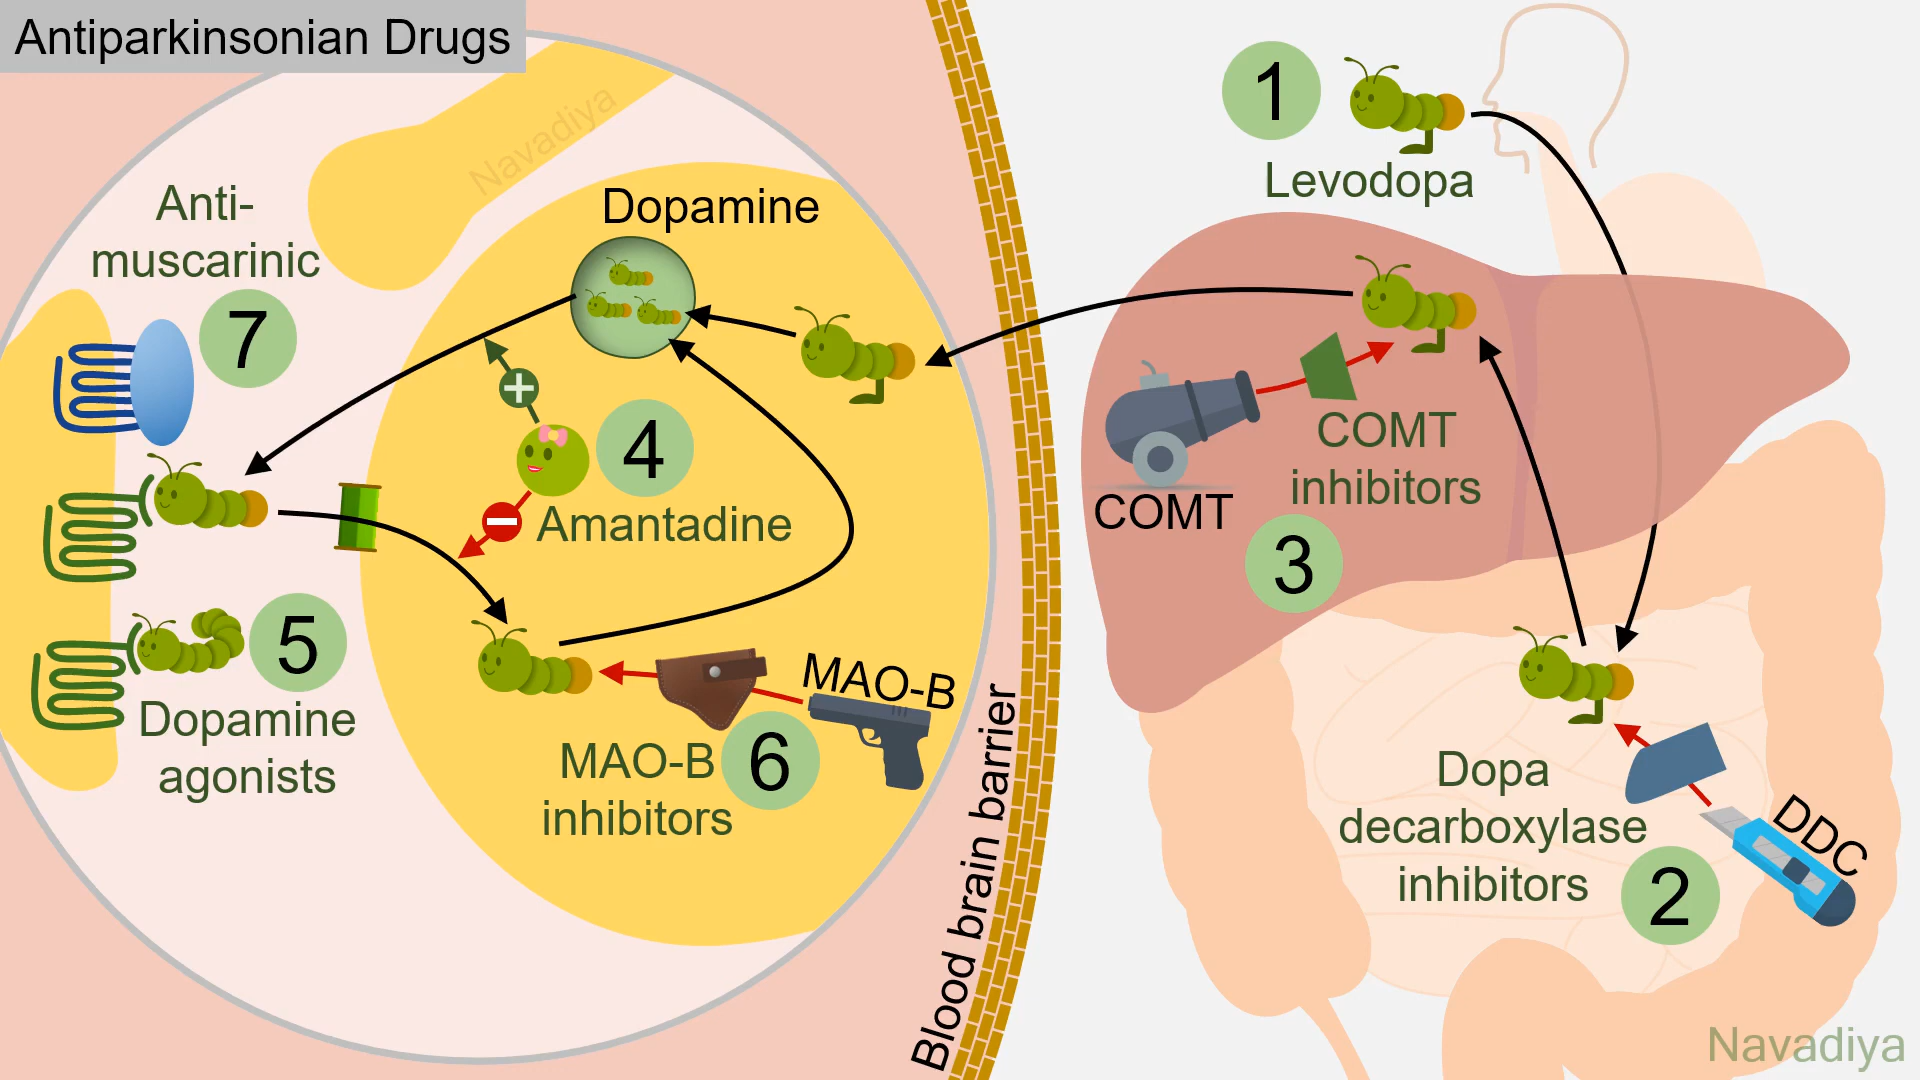 Antiparkinsonian Drugs
Navadiya
1
Levodopa
Dopamine
Anti-
muscarinic
7
4
Amantadine
COMT
inhibitors
COMT
3
5
Dopamine
agonists
MAO-B
MAO-B
inhibitors
6
Blood brain barrier
Dopa
decarboxylase
inhibitors
2
DDC
Navadiya